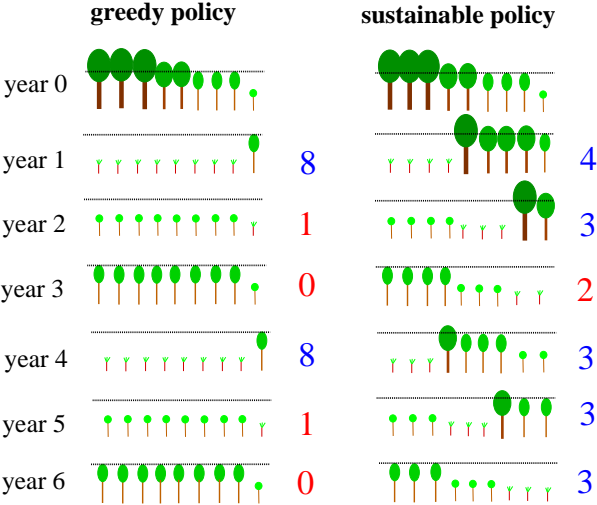 greedy policy sustainable policy
year 0
year 1 8 4
year 2 1 3
year 3 0 2
year 4 8 3
year 5 1 3
year 6 0 3